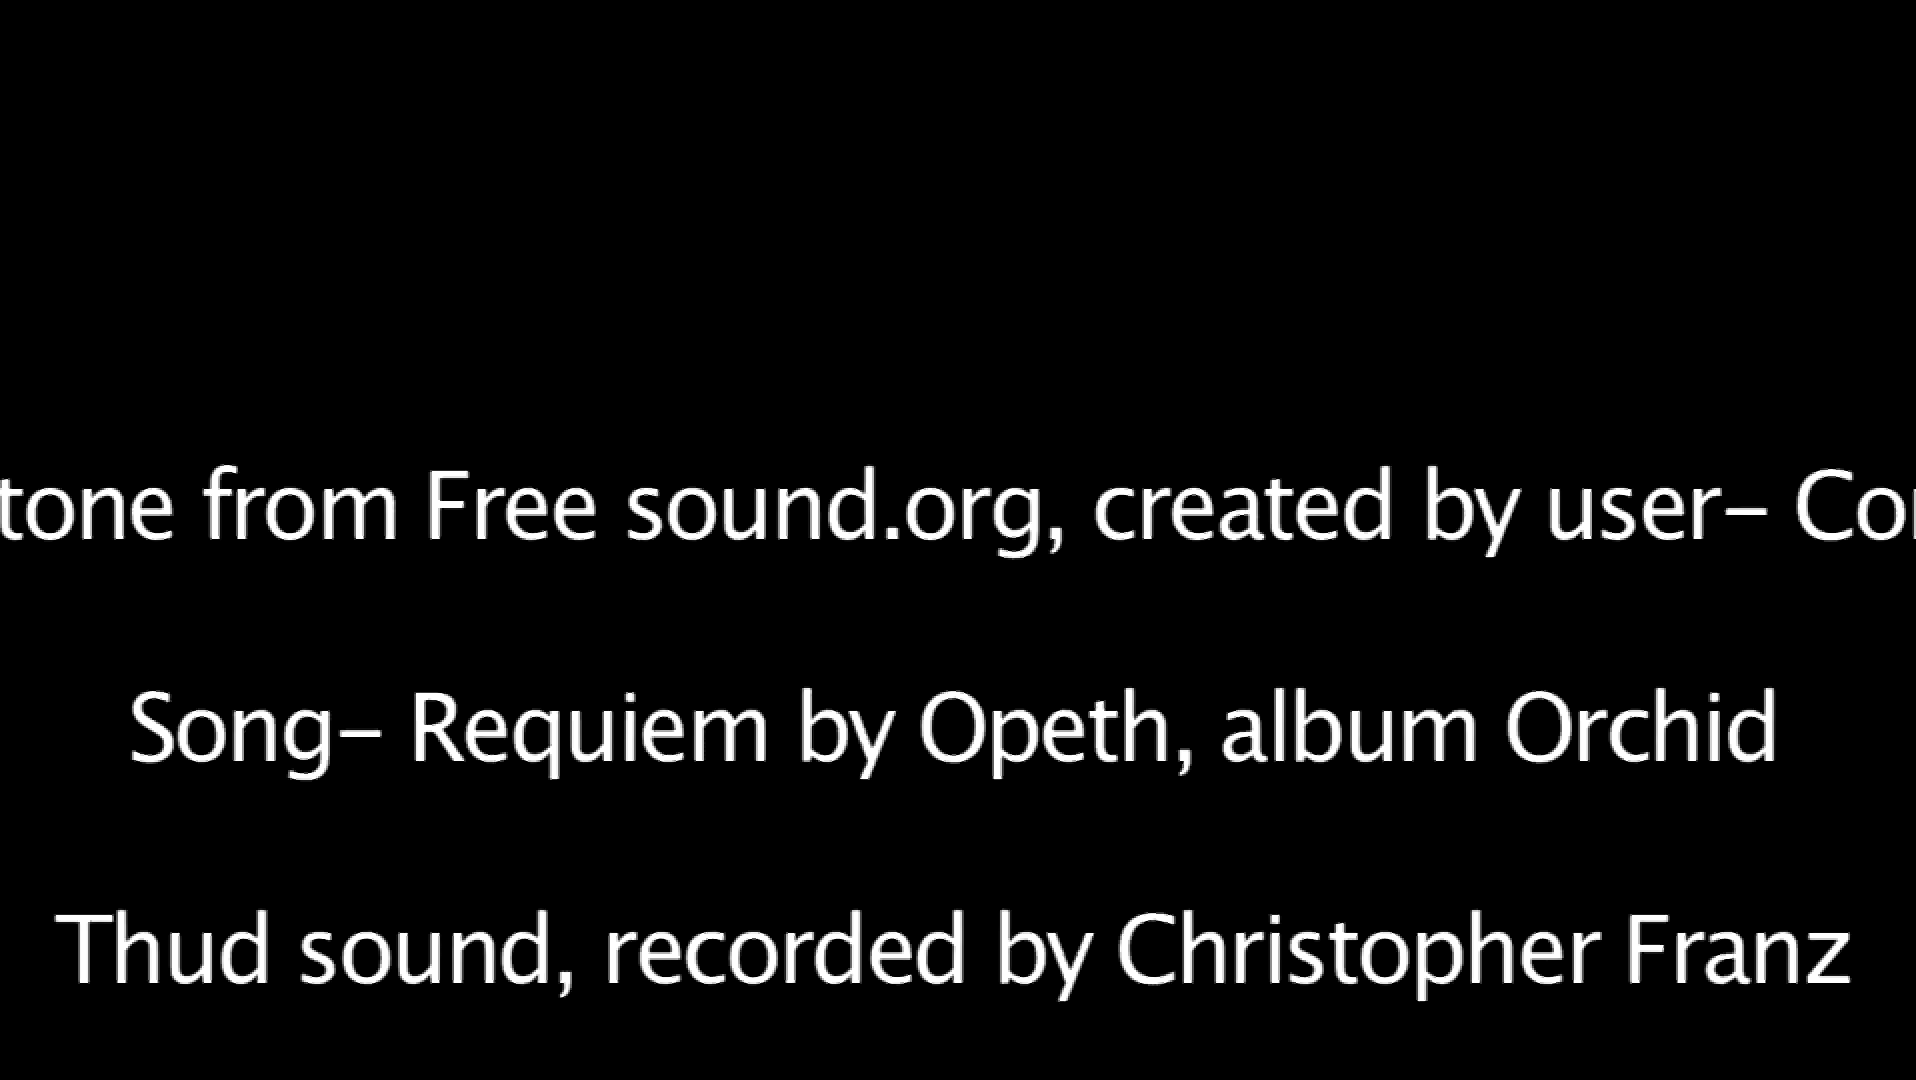 tone from Free sound.org, created by user–
Song– Requiem by Opeth, album Orchid
Thud sound, recorded by Christopher Franz